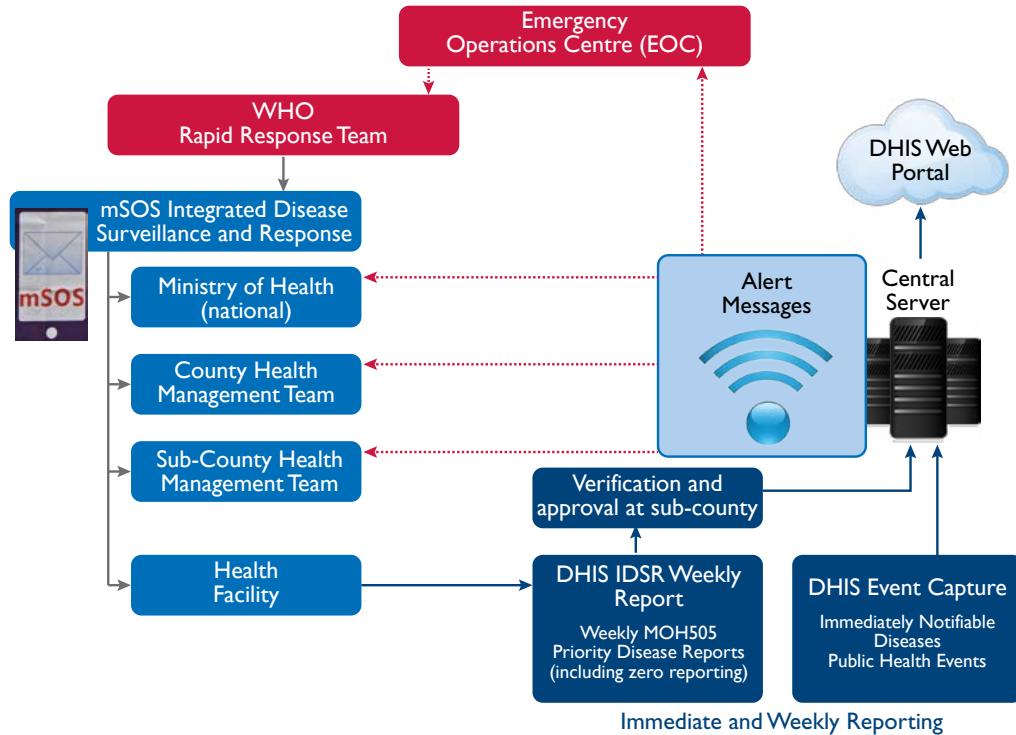 Emergency
Operations Centre (EOC)
WHO
Rapid Response Team
DHIS Web
Portal
mSOS Integrated Disease
Surveillance and Response
mSOS
Ministry of Health
(national)
Alert
Messages
Central
Server
County Health
Management Team
Sub-County Health
Management Team
Verification and
approval at sub-county
Health
Facility
DHIS IDSR Weekly
Report
Weekly MOH505
Priority Disease Reports
(including zero reporting)
DHIS Event Capture
Immediately Notifiable
Diseases
Public Health Events
Immediate and Weekly Reporting